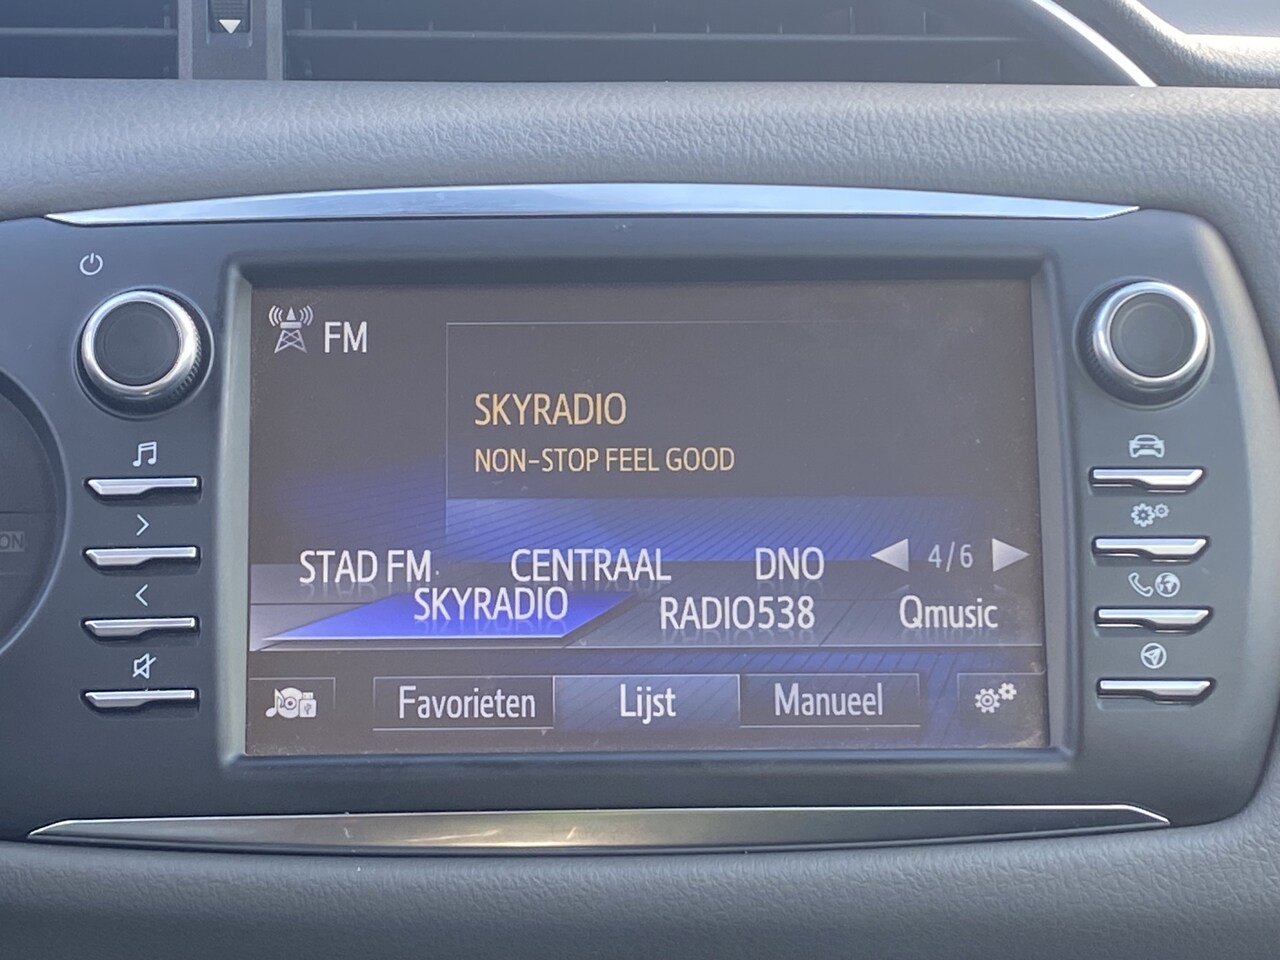 FM
SKYRADIO
NON-STOP FEEL GOOD
STAD FM CENTRAAL DNO 4/6
SKYRADIO RADIO538 Qmusic
Favorieten Lijst Manueel